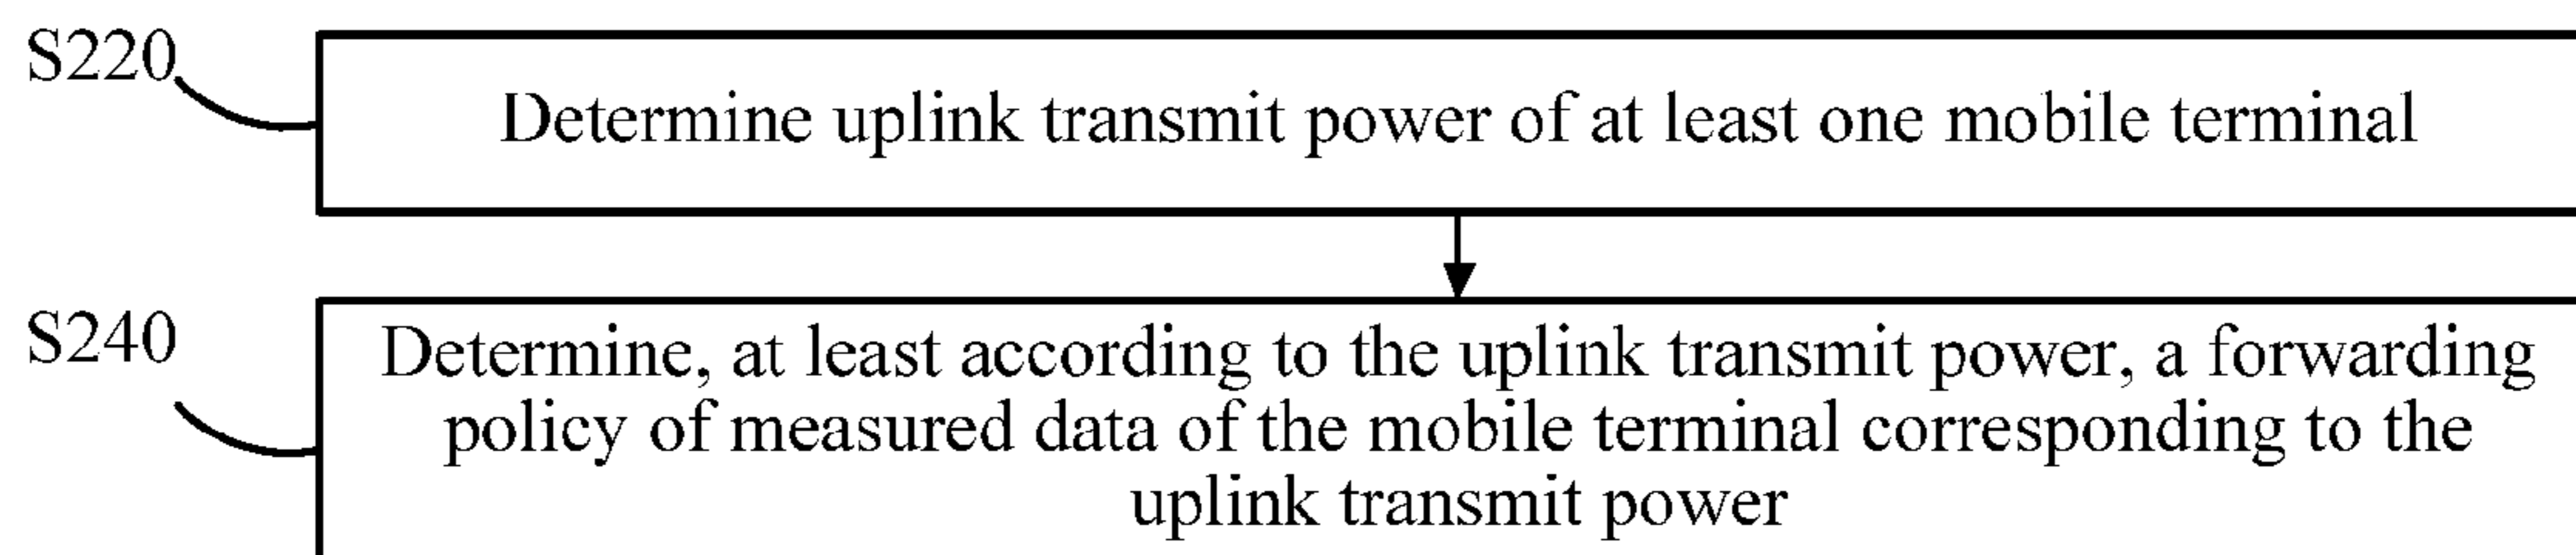 S220
Determine uplink transmit power of at least one mobile terminal
S240
Determine, at least according to the uplink transmit power, a forwarding
policy of measured data of the mobile terminal corresponding to the
uplink transmit power